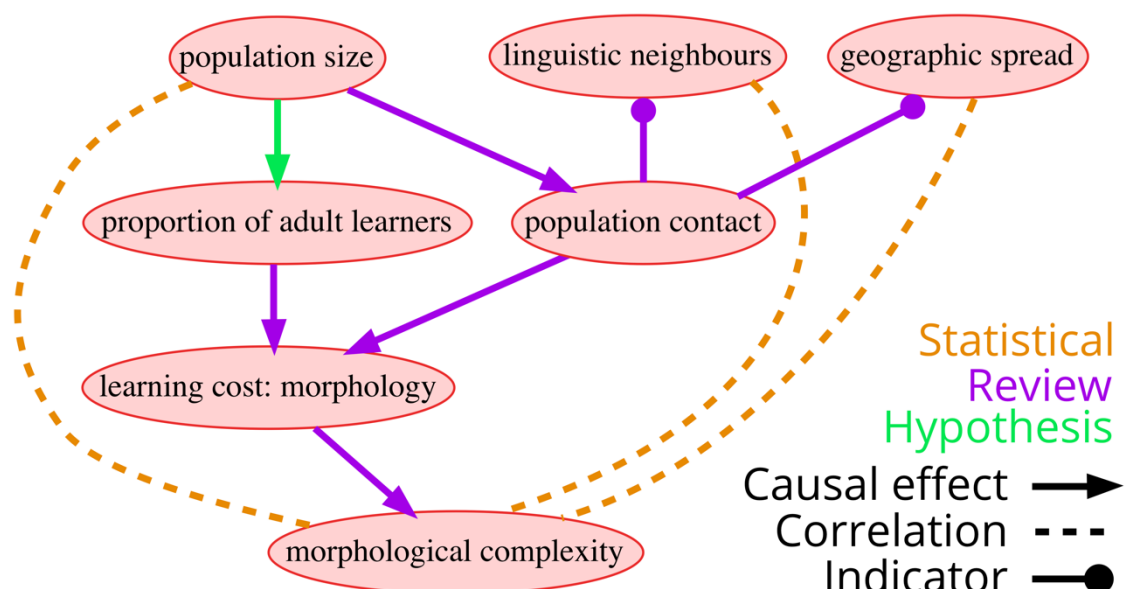 population size
linguistic neighbours
geographic spread
proportion of adult learners
population contact
learning cost: morphology
morphological complexity
Statistical
Review
Hypothesis
Causal effect
Correlation
Indicator